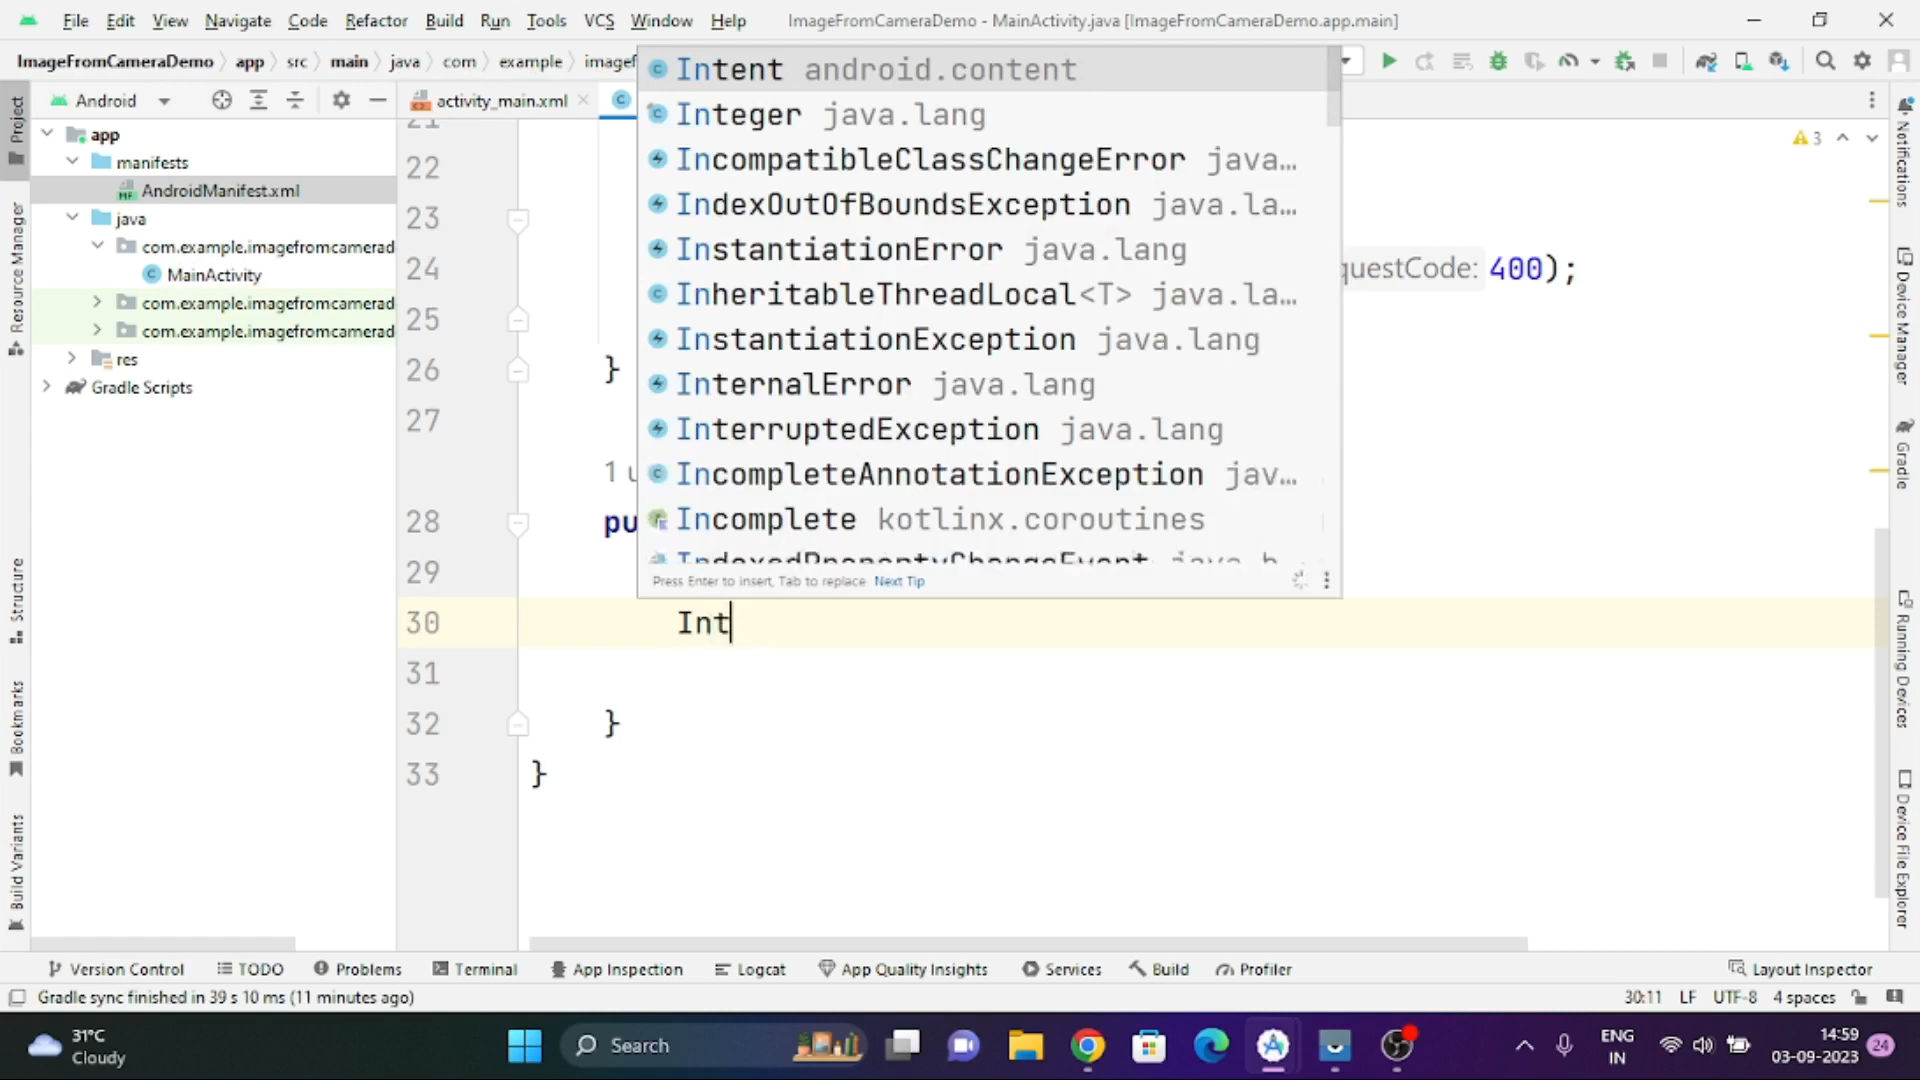 File Edit View Navigate Code Refactor Build Run Tools VCS Window Help ImageFromCameraDemo - MainActivity.java [ImageFromCameraDemo.app.main]
ImageFromCameraDemo app src main java com example imagef
Android
activity_main.xml
Project
Resource Manager
Structure
Bookmarks
Build Variants
app
manifests
AndroidManifest.xml
java
com.example.imagefromcamerad
MainActivity
com.example.imagefromcamerad
com.example.imagefromcamerad
res
Gradle Scripts
Intent android.content
Integer java.lang
IncompatibleClassChangeError java...
IndexOutOfBoundsException java.la...
InstantiationError java.lang
InheritableThreadLocal<T> java.la...
InstantiationException java.lang
InternalError java.lang
InterruptedException java.lang
IncompleteAnnotationException jav...
Incomplete kotlinx.coroutines
IndexedPropertyChangeEvent java.b
Press Enter to insert, Tab to replace Next Tip
3
21
22
23
24 questCode: 400);
25
26 }
27
1 u
28 pu
29
30 Int
31
32 }
33 }
Notifications
Device Manager
Gradle
Running Devices
Device File Explorer
Version Control TODO Problems Terminal App Inspection Logcat App Quality Insights Services Build Profiler Layout Inspector
Gradle sync finished in 39 s 10 ms (11 minutes ago) 30:11 LF UTF-8 4 spaces
31°C
Cloudy
Search
ENG
IN
14:59
03-09-2023
24